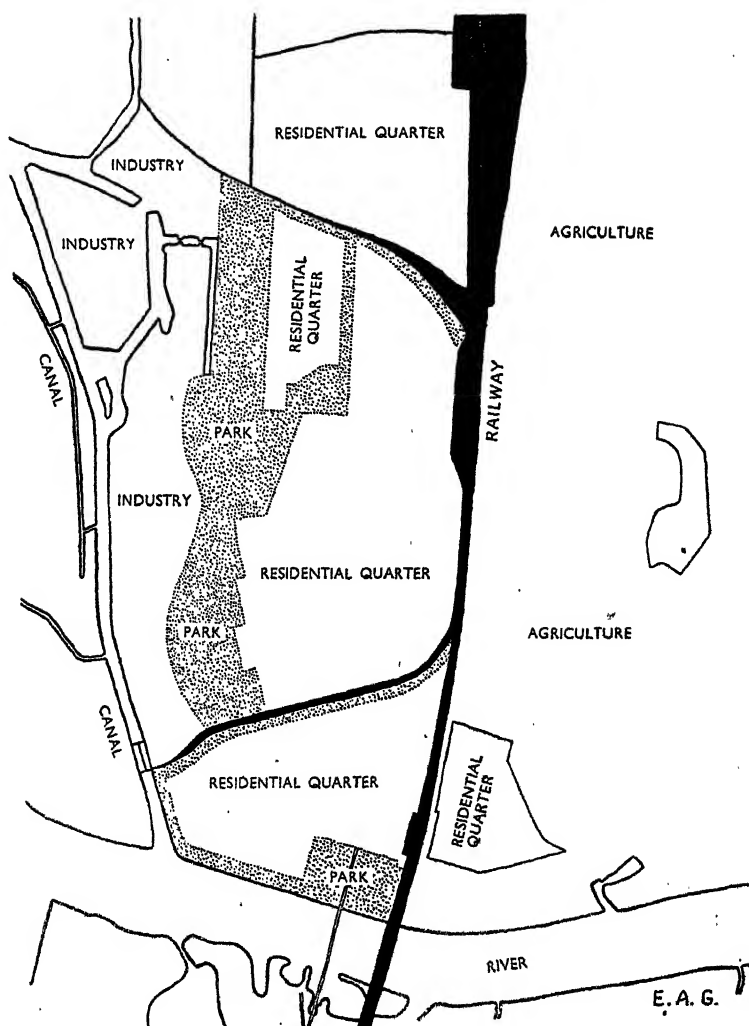 RESIDENTIAL QUARTER
INDUSTRY
INDUSTRY
AGRICULTURE
RESIDENTIAL
QUARTER
CANAL
RAILWAY
PARK
INDUSTRY
RESIDENTIAL QUARTER
PARK
AGRICULTURE
CANAL
RESIDENTIAL QUARTER
RESIDENTIAL
QUARTER
PARK
RIVER
E. A. G.